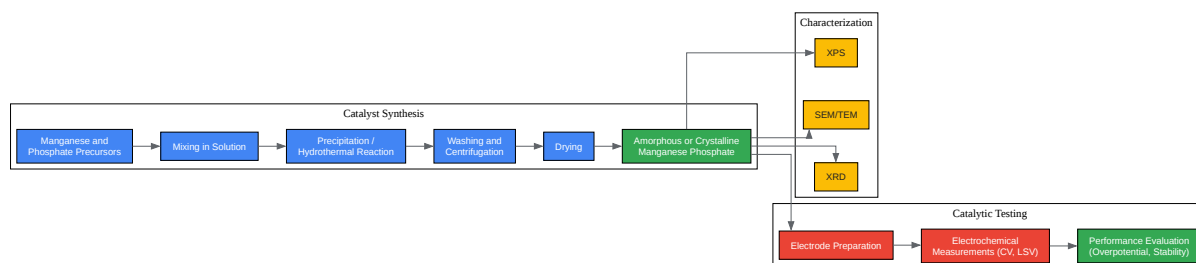 Characterization
XPS
SEM/TEM
XRD
Catalyst Synthesis
Manganese and
Phosphate Precursors
Mixing in Solution
Precipitation /
Hydrothermal Reaction
Washing and
Centrifugation
Drying
Amorphous or Crystalline
Manganese Phosphate
Catalytic Testing
Electrode Preparation
Electrochemical
Measurements (CV, LSV)
Performance Evaluation
(Overpotential, Stability)